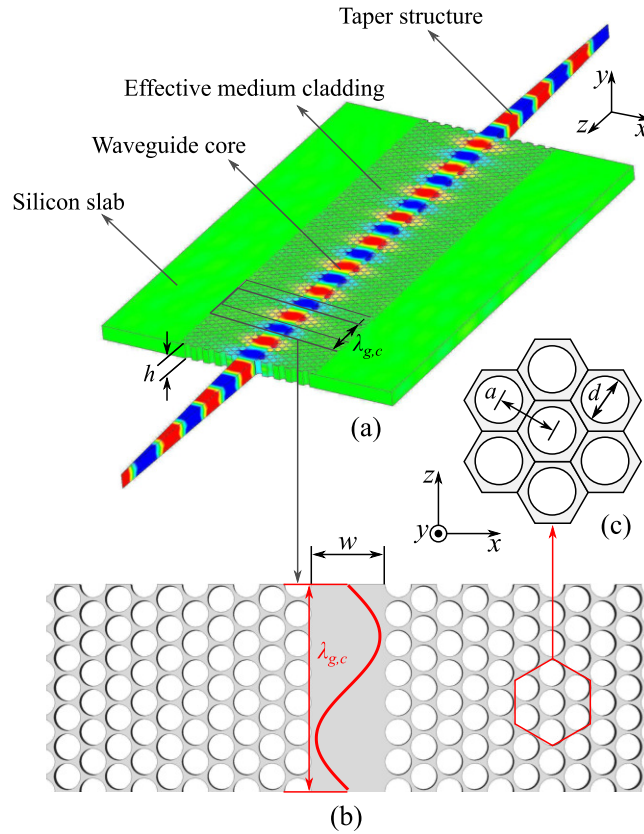 Taper structure
Effective medium cladding
Waveguide core
Silicon slab
y
z
x
λg,c
h
(a)
a
d
(c)
z
y
x
w
λg,c
(b)